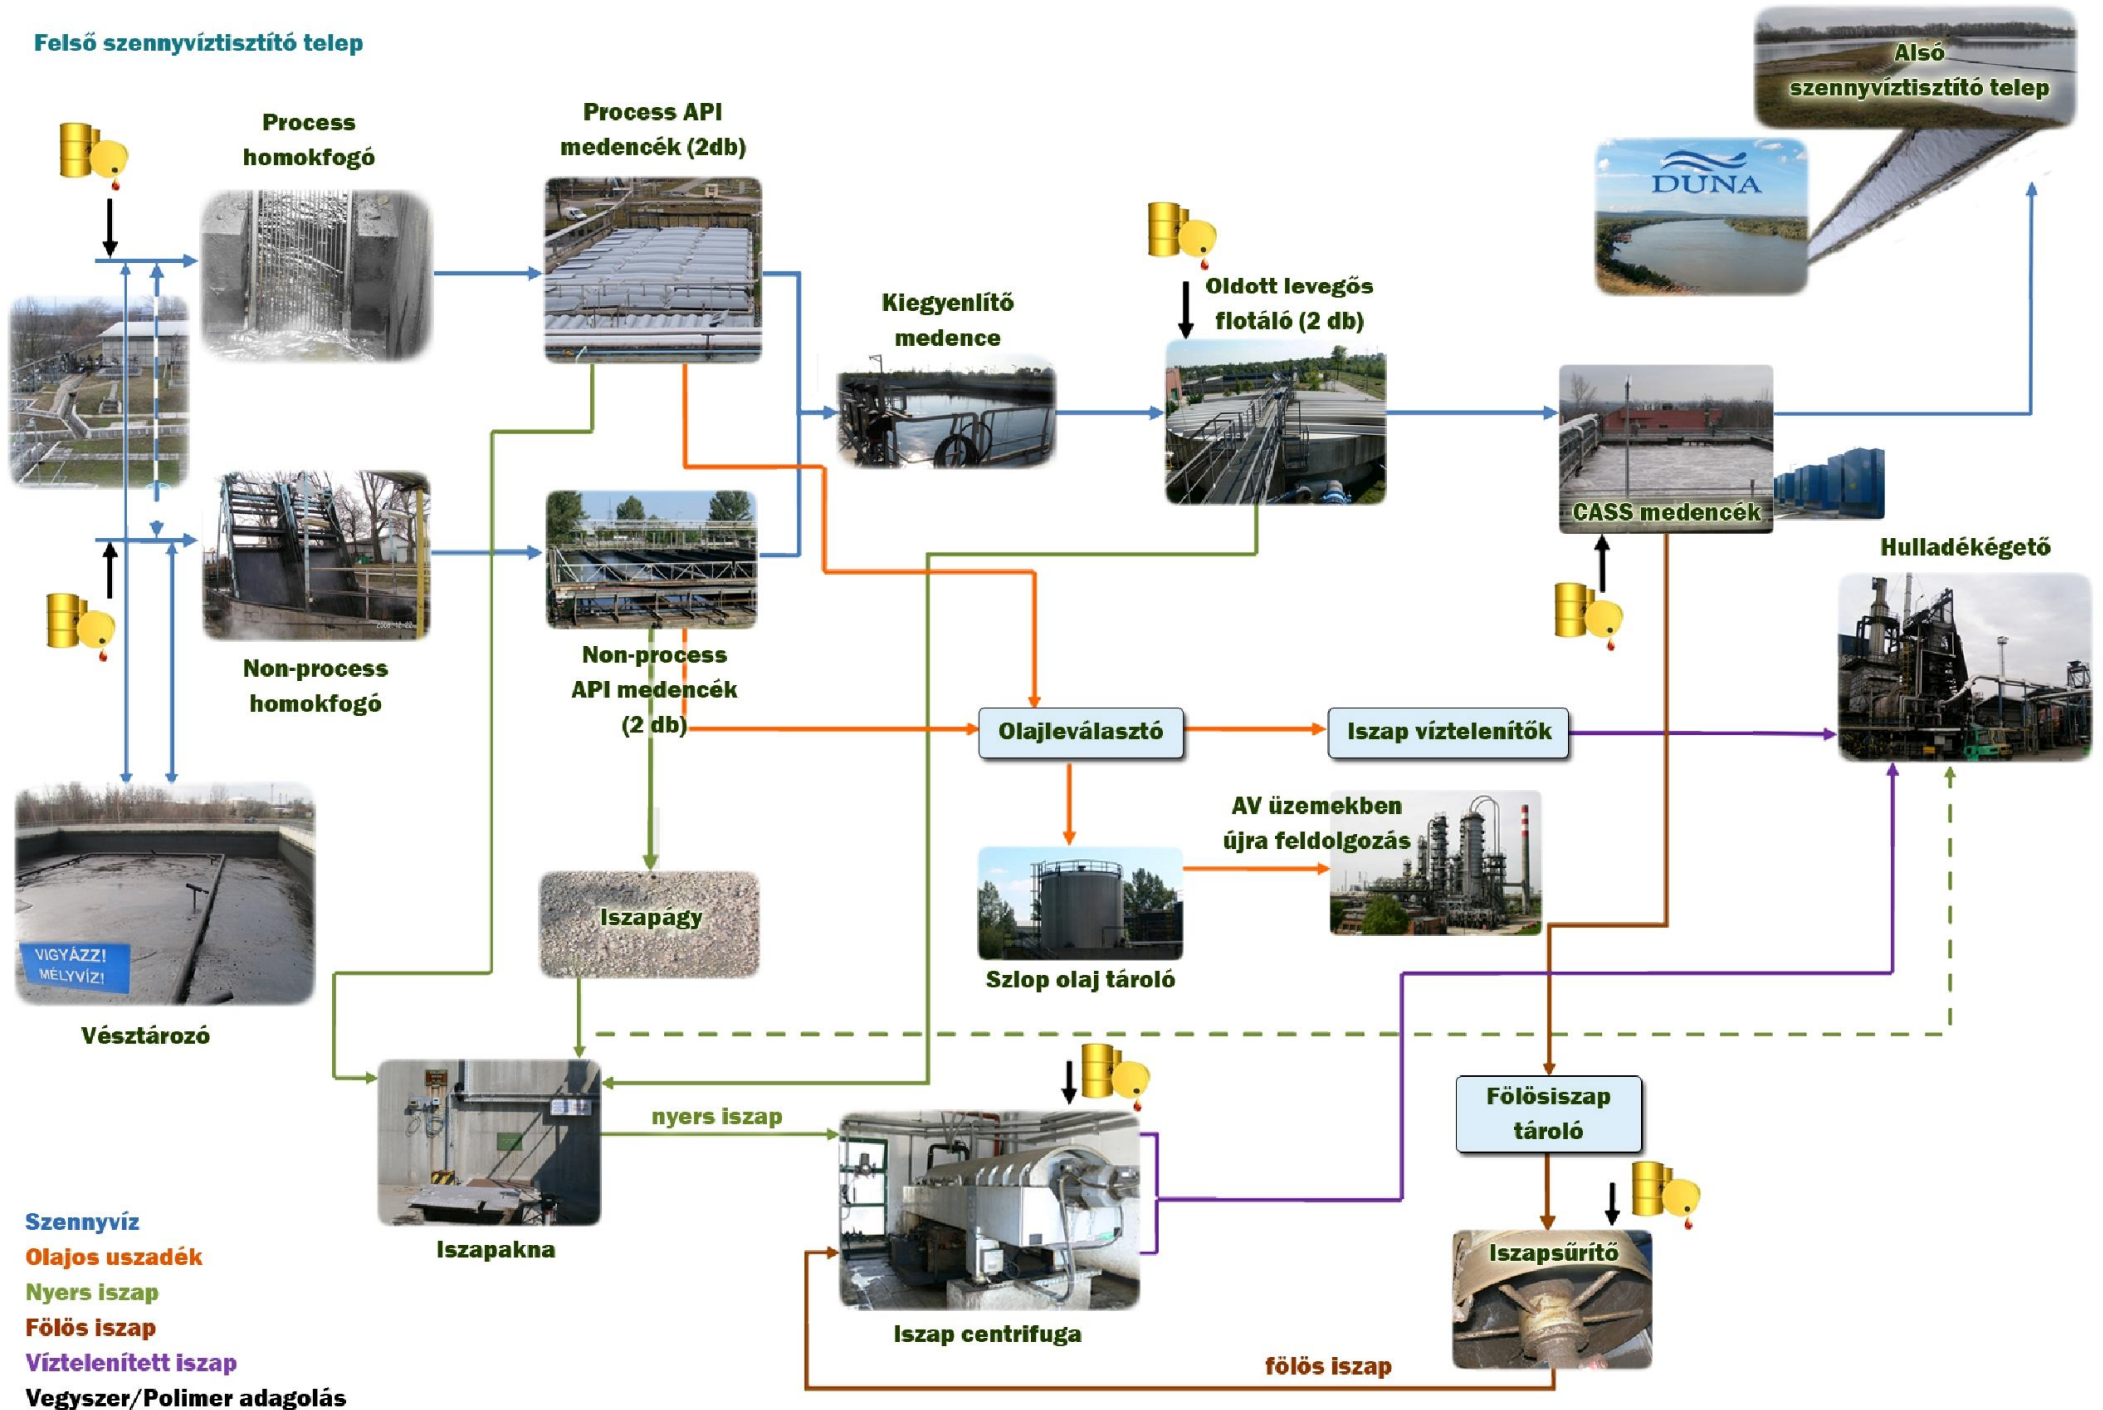 Felső szennyvíztisztító telep
Process
homokfogó
Process API
medencék (2db)
Alsó
szennyvíztisztító telep
DUNA
Kiegyenlítő
medence
Oldott levegős
flotáló (2 db)
CASS medencék
Hulladékégető
2008 12 22
Non-process
homokfogó
Non-process
API medencék
(2 db)
Olajleválasztó
Iszap víztelenítők
AV üzemekben
újra feldolgozás
Szlop olaj tároló
VIGYÁZZ!
MÉLYVÍZ!
Vésztározó
Iszapágy
nyers iszap
Iszapakna
Iszap centrifuga
Fölösiszap
tároló
Iszapsűrítő
fölös iszap
Szennyvíz
Olajos uszadék
Nyers iszap
Fölös iszap
Víztelenített iszap
Vegyszer/Polimer adagolás